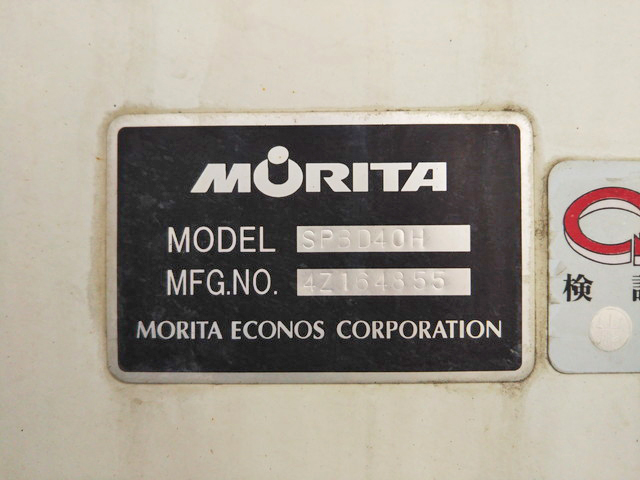 MORITA
MODEL SP3D40H
MFG.NO. 4Z164355
MORITA ECONOS CORPORATION
検